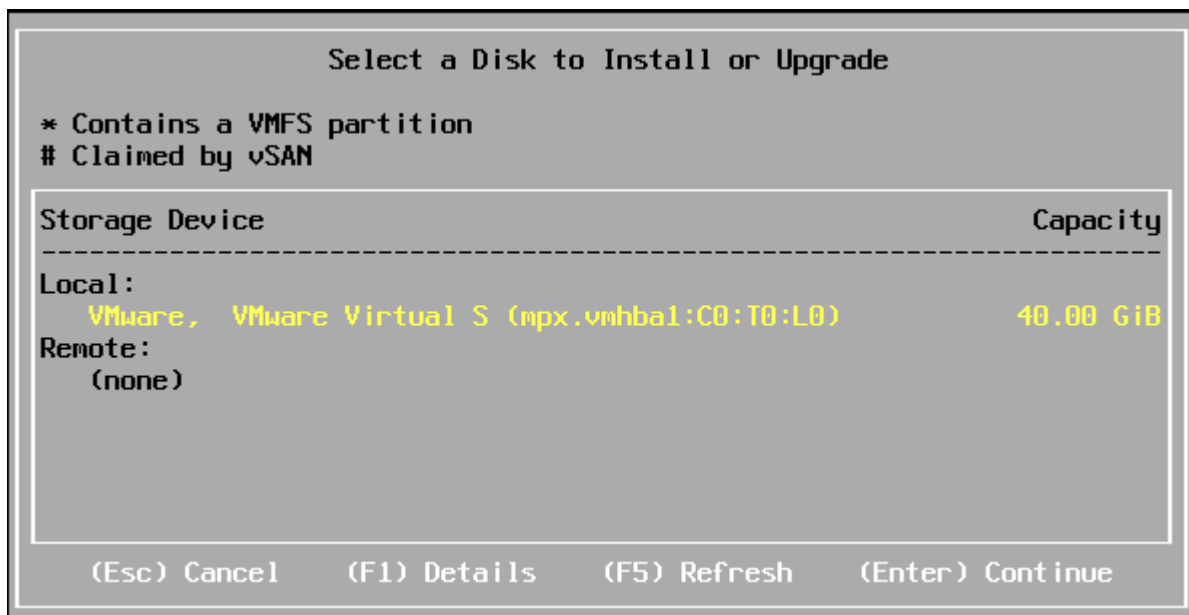 Select a Disk to Install or Upgrade
* Contains a VMFS partition
# Claimed by vSAN
Storage Device Capacity
--------------------------------------------------------------------
Local:
VMware, VMware Virtual S (mpx.vmhba1:C0:T0:L0) 40.00 GiB
Remote:
(none)
(Esc) Cancel (F1) Details (F5) Refresh (Enter) Continue